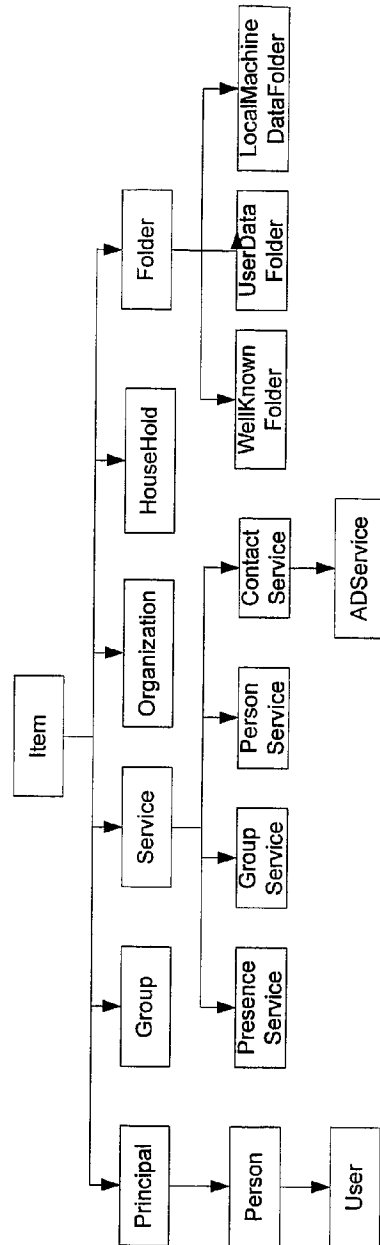 Item
Principal
Group
Service
Organization
HouseHold
Folder
Person
Presence
Service
Group
Service
Person
Service
Contact
Service
WellKnown
Folder
UserData
Folder
LocalMachine
DataFolder
User
ADService